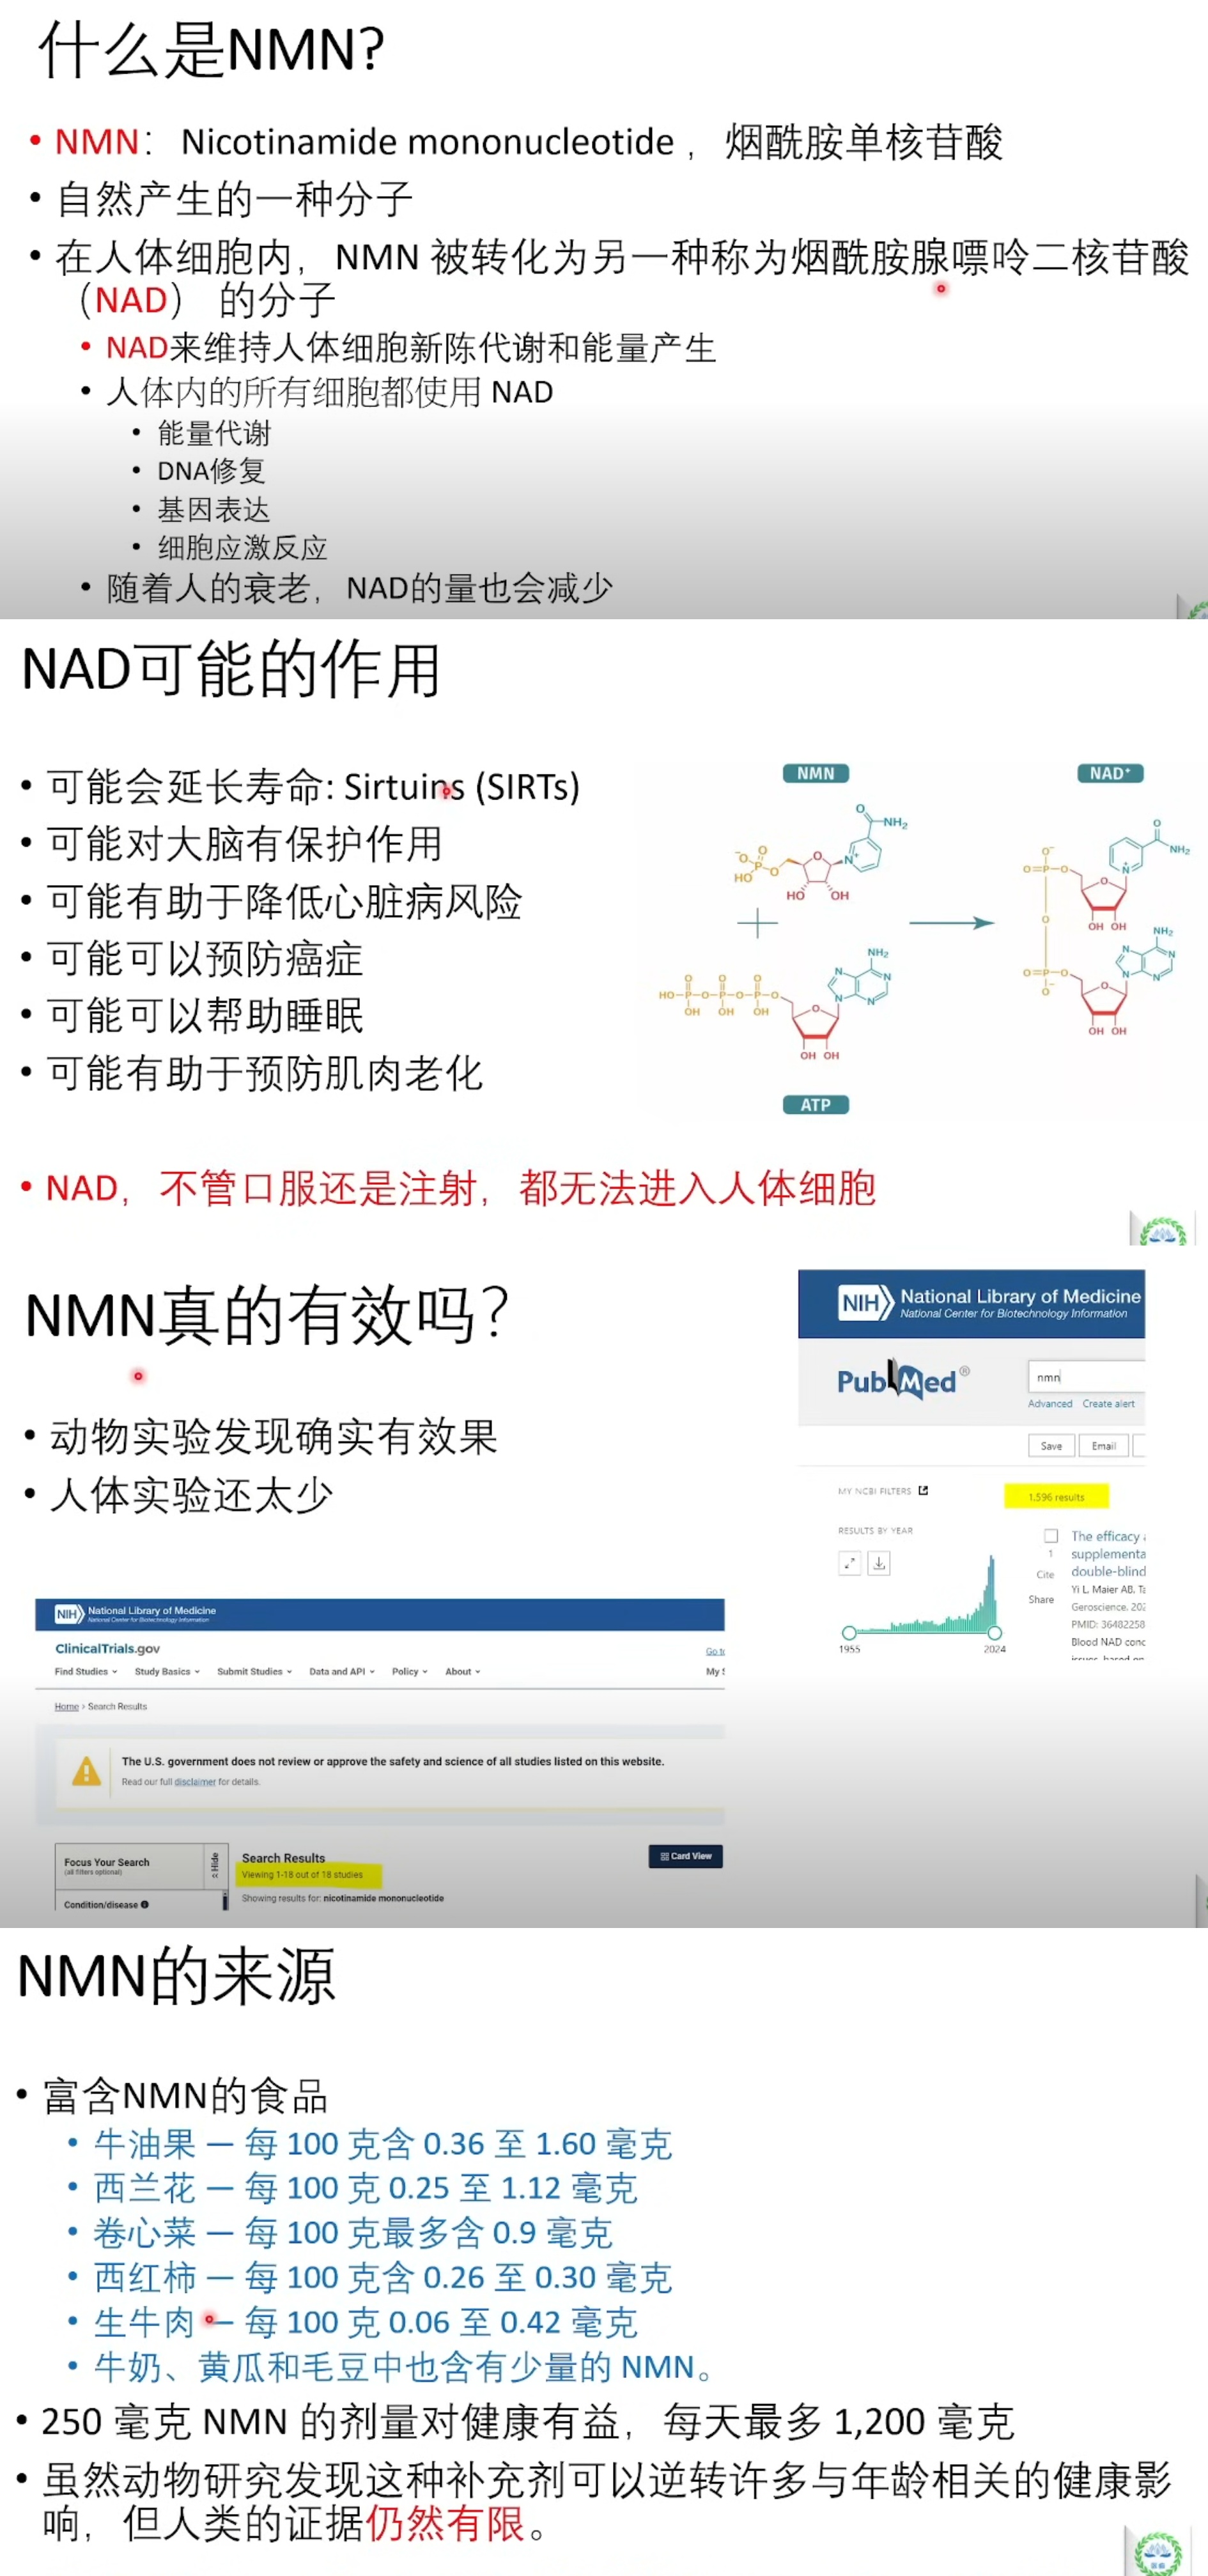 什么是NMN?
• NMN： Nicotinamide mononucleotide ， 烟酰胺单核苷酸
• 自然产生的一种分子
• 在人体细胞内， NMN 被转化为另一种称为烟酰胺腺嘌呤二核苷酸
（NAD） 的分子
• NAD来维持人体细胞新陈代谢和能量产生
• 人体内的所有细胞都使用 NAD
• 能量代谢
• DNA修复
• 基因表达
• 细胞应激反应
• 随着人的衰老， NAD的量也会减少
NAD可能的作用
• 可能会延长寿命: Sirtuins (SIRTs)
• 可能对大脑有保护作用
• 可能有助于降低心脏病风险
• 可能可以预防癌症
• 可能可以帮助睡眠
• 可能有助于预防肌肉老化
NMN
NAD⁺
ATP
• NAD， 不管口服还是注射， 都无法进入人体细胞
NMN真的有效吗?
• 动物实验发现确实有效果
• 人体实验还太少
NIH National Library of Medicine
National Center for Biotechnology Information
PubMed®
nmn
Advanced Create alert
Save Email
MY NCBI FILTERS
1,596 results
RESULTS BY YEAR
1955 2024
1
Cite
Share
The efficacy
supplementa
double-blind
Yi L, Maier AB, Ta
Geroscience. 202
PMID: 36482258
Blood NAD conc
NIH National Library of Medicine
National Center for Biotechnology Information
ClinicalTrials.gov
Go to
Find Studies Study Basics Submit Studies Data and API Policy About My S
Home > Search Results
The U.S. government does not review or approve the safety and science of all studies listed on this website.
Read our full disclaimer for details.
Focus Your Search
(all filters optional)
Hide
Condition/disease
Search Results
Viewing 1-18 out of 18 studies
Showing results for: nicotinamide mononucleotide
Card View
NMN的来源
• 富含NMN的食品
• 牛油果 — 每 100 克含 0.36 至 1.60 毫克
• 西兰花 — 每 100 克 0.25 至 1.12 毫克
• 卷心菜 — 每 100 克最多含 0.9 毫克
• 西红柿 — 每 100 克含 0.26 至 0.30 毫克
• 生牛肉 — 每 100 克 0.06 至 0.42 毫克
• 牛奶、黄瓜和毛豆中也含有少量的 NMN。
• 250 毫克 NMN 的剂量对健康有益， 每天最多 1,200 毫克
• 虽然动物研究发现这种补充剂可以逆转许多与年龄相关的健康影
响， 但人类的证据仍然有限。